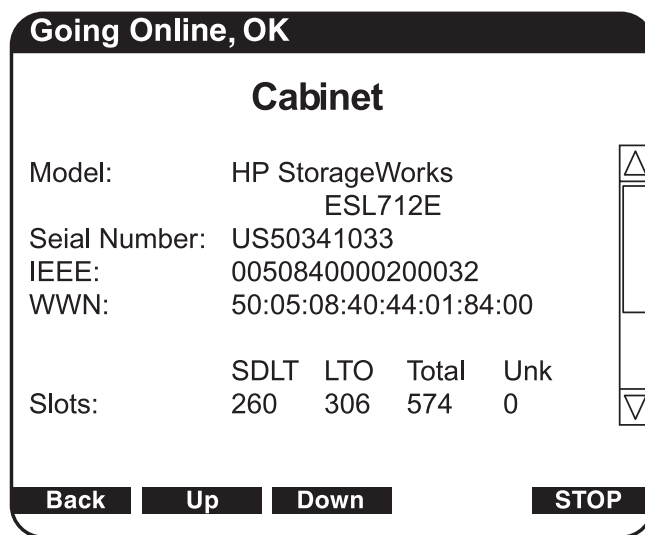 Going Online, OK
Cabinet
Model: HP StorageWorks
ESL712E
Seial Number: US50341033
IEEE: 0050840000200032
WWN: 50:05:08:40:44:01:84:00
SDLT LTO Total Unk
Slots: 260 306 574 0
Back Up Down STOP